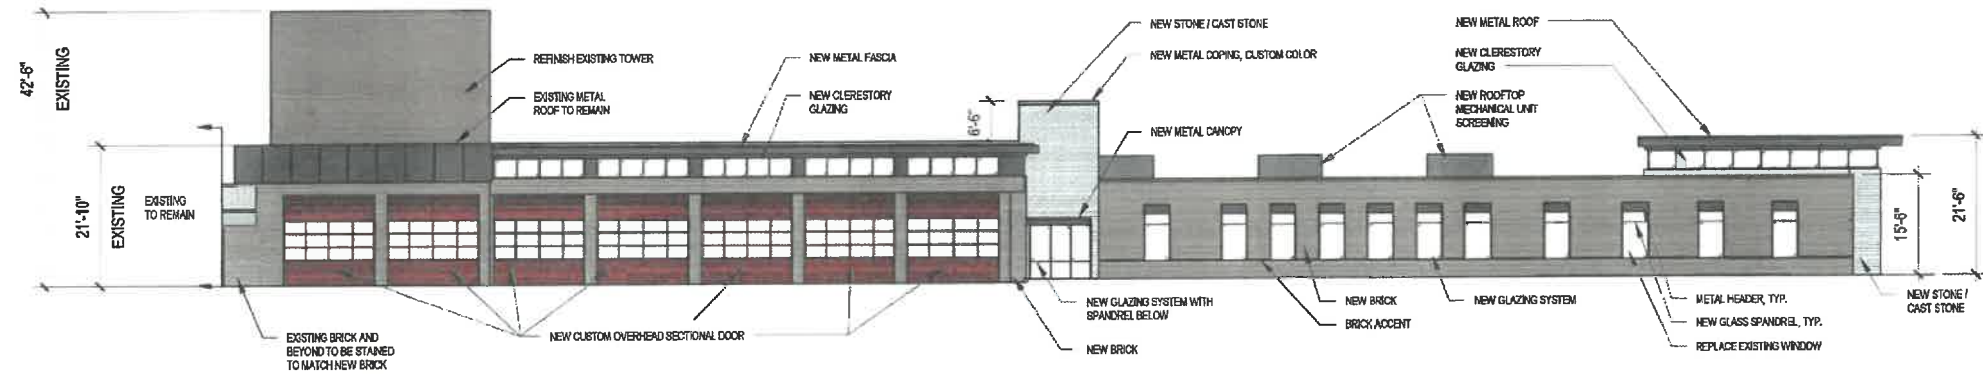 42'-6"
EXISTING
21'-10"
EXISTING
EXISTING
TO REMAIN
REFINISH EXISTING TOWER
EXISTING METAL
ROOF TO REMAIN
NEW METAL FASCIA
NEW CLERESTORY
GLAZING
6'-6"
NEW STONE / CAST STONE
NEW METAL COPING, CUSTOM COLOR
NEW METAL CANOPY
NEW ROOFTOP
MECHANICAL UNIT
SCREENING
NEW METAL ROOF
NEW CLERESTORY
GLAZING
15'-6"
21'-6"
EXISTING BRICK AND
BEYOND TO BE STAINED
TO MATCH NEW BRICK
NEW CUSTOM OVERHEAD SECTIONAL DOOR
NEW GLAZING SYSTEM WITH
SPANDREL BELOW
NEW BRICK
NEW BRICK
BRICK ACCENT
NEW GLAZING SYSTEM
METAL HEADER, TYP.
NEW GLASS SPANDREL, TYP.
REPLACE EXISTING WINDOW
NEW STONE /
CAST STONE